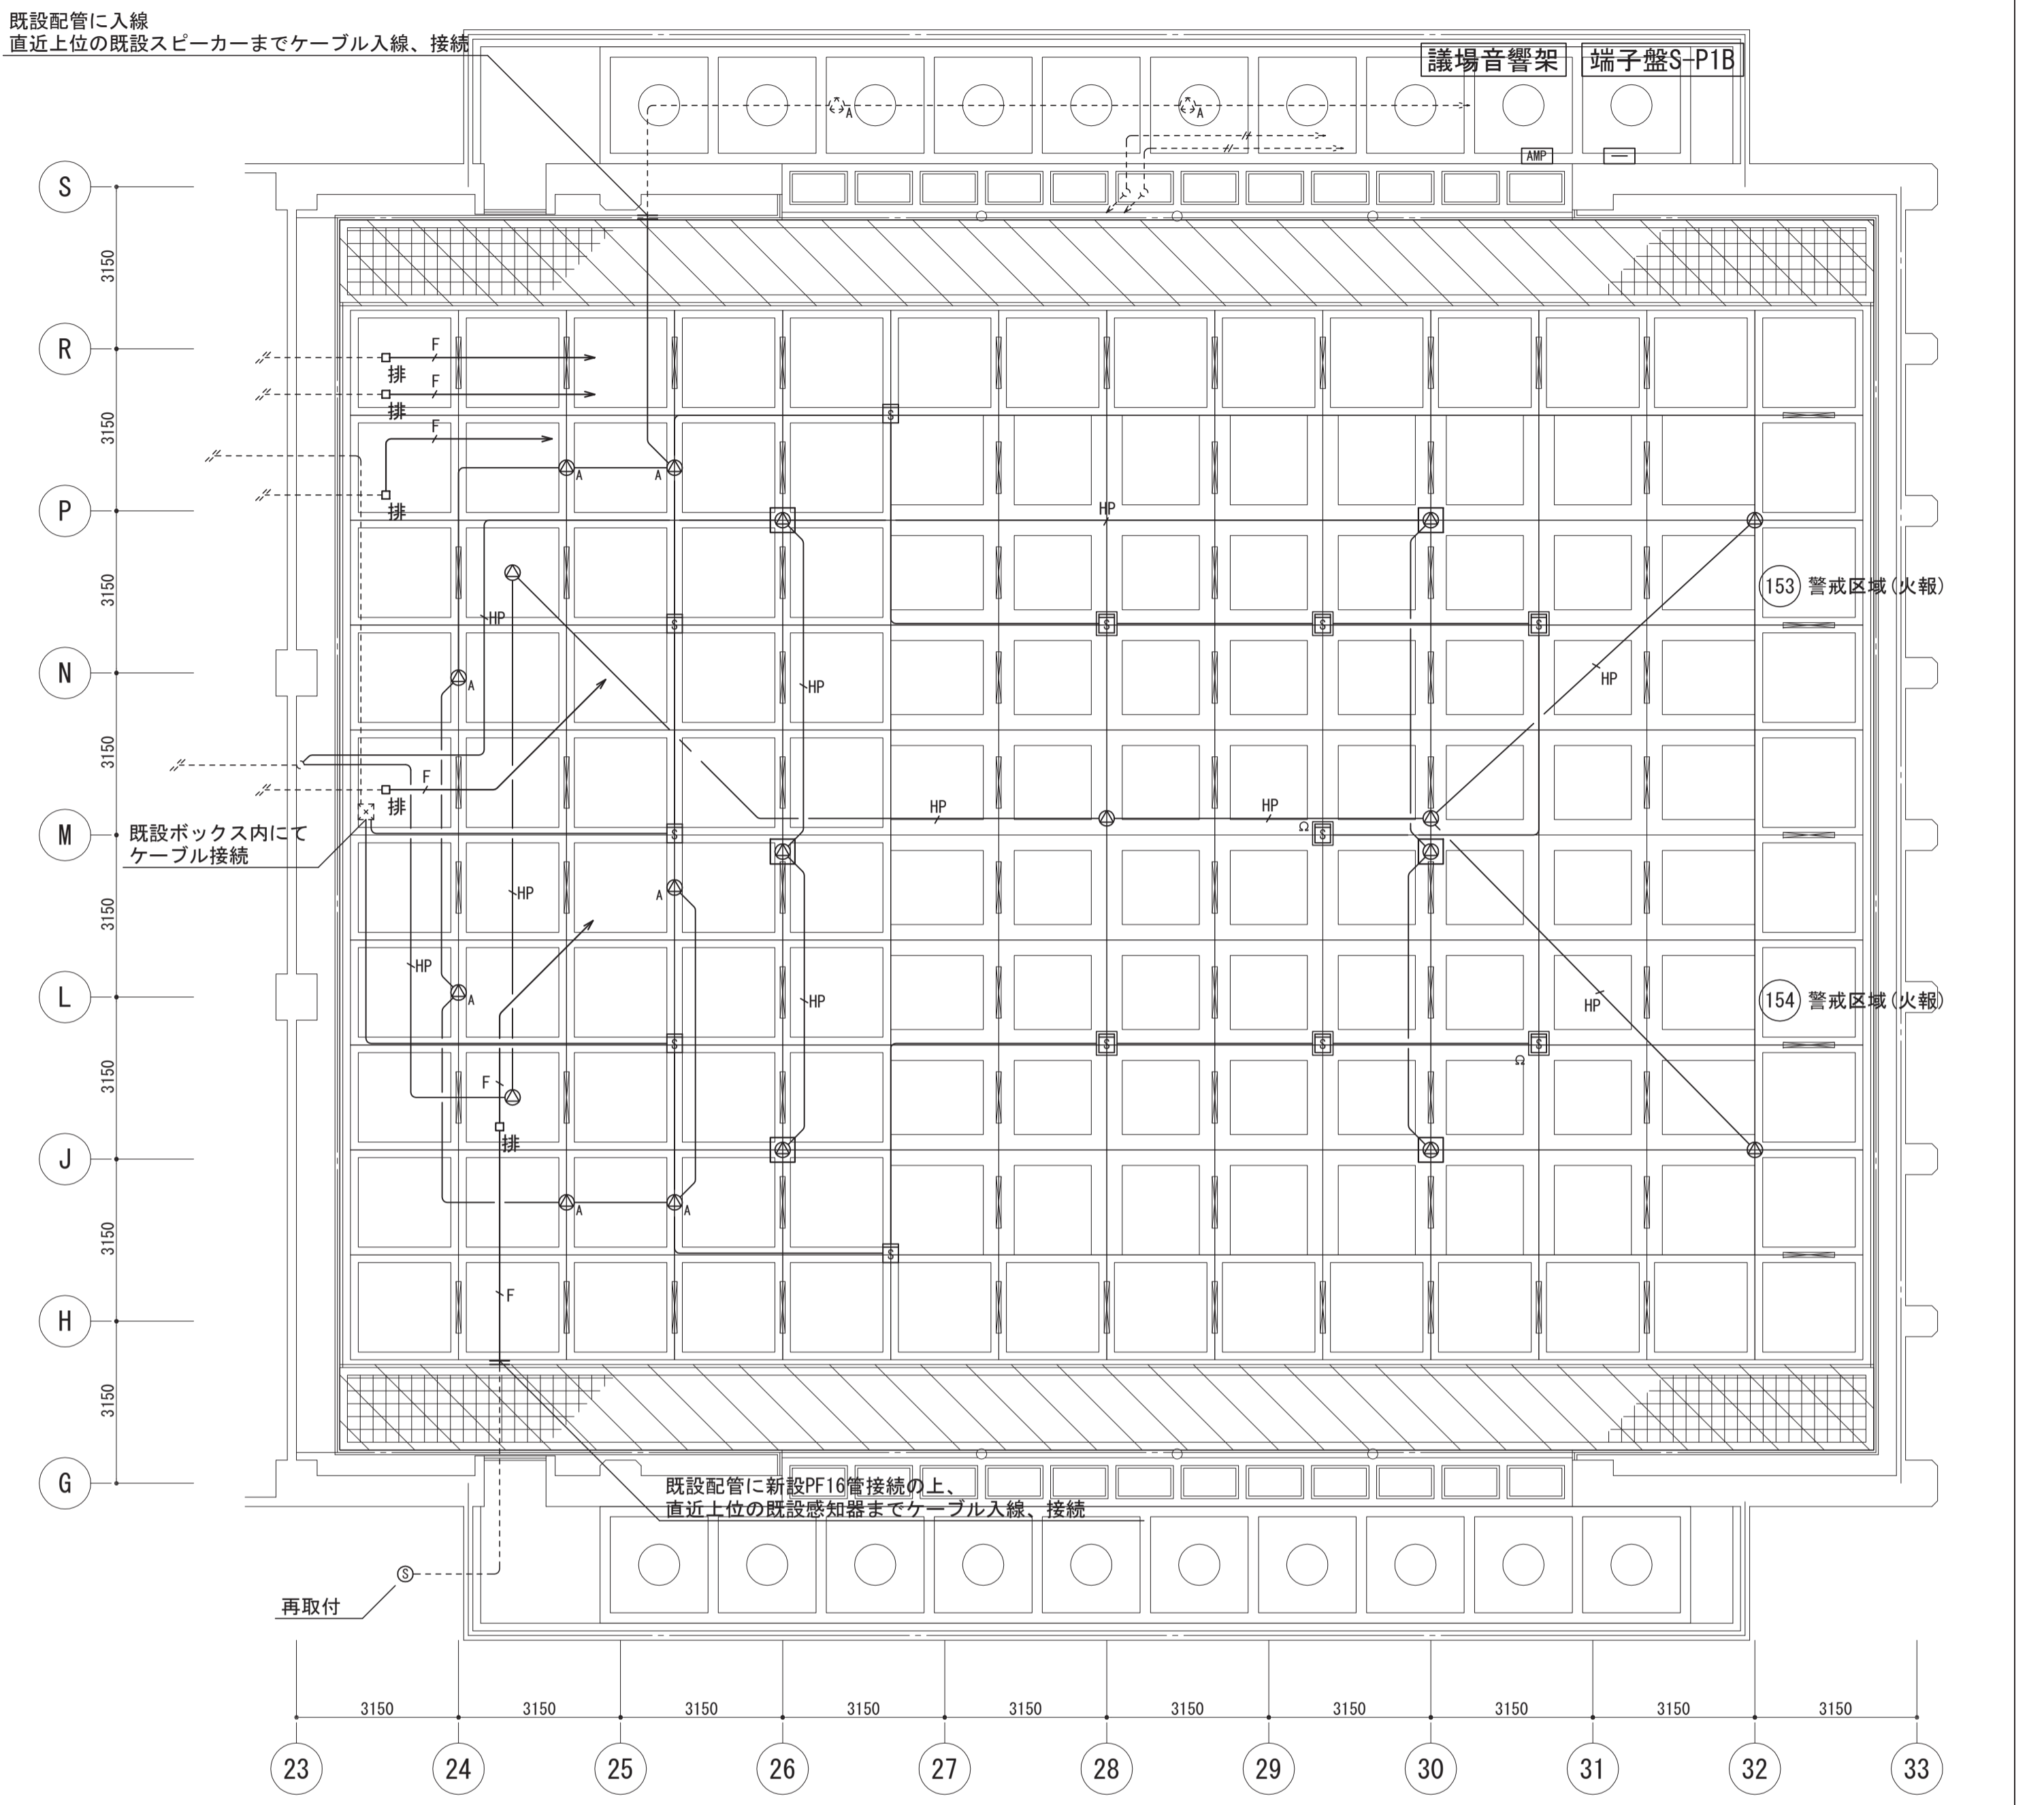 既設配管に入線
直近上位の既設スピーカーまでケーブル入線、接続
議場音響架
端子盤S-P1B
A
A
AMP
S
3150
R
F
排
F
排
S
3150
F
A
A
P
排
HP
3150
153 警戒区域(火報)
HP
S
S
S
S
N
A
HP
HP
3150
F
排
HP
HP
M
既設ボックス内にて
ケーブル接続
S
Ω
S
3150
HP
A
HP
L
A
HP
HP
154 警戒区域(火報)
S
S
S
S
Ω
3150
F
排
J
A
A
3150
S
H
F
3150
G
既設配管に新設PF16管接続の上、
直近上位の既設感知器までケーブル入線、接続
S
再取付
3150 3150 3150 3150 3150 3150 3150 3150 3150 3150
23 24 25 26 27 28 29 30 31 32 33